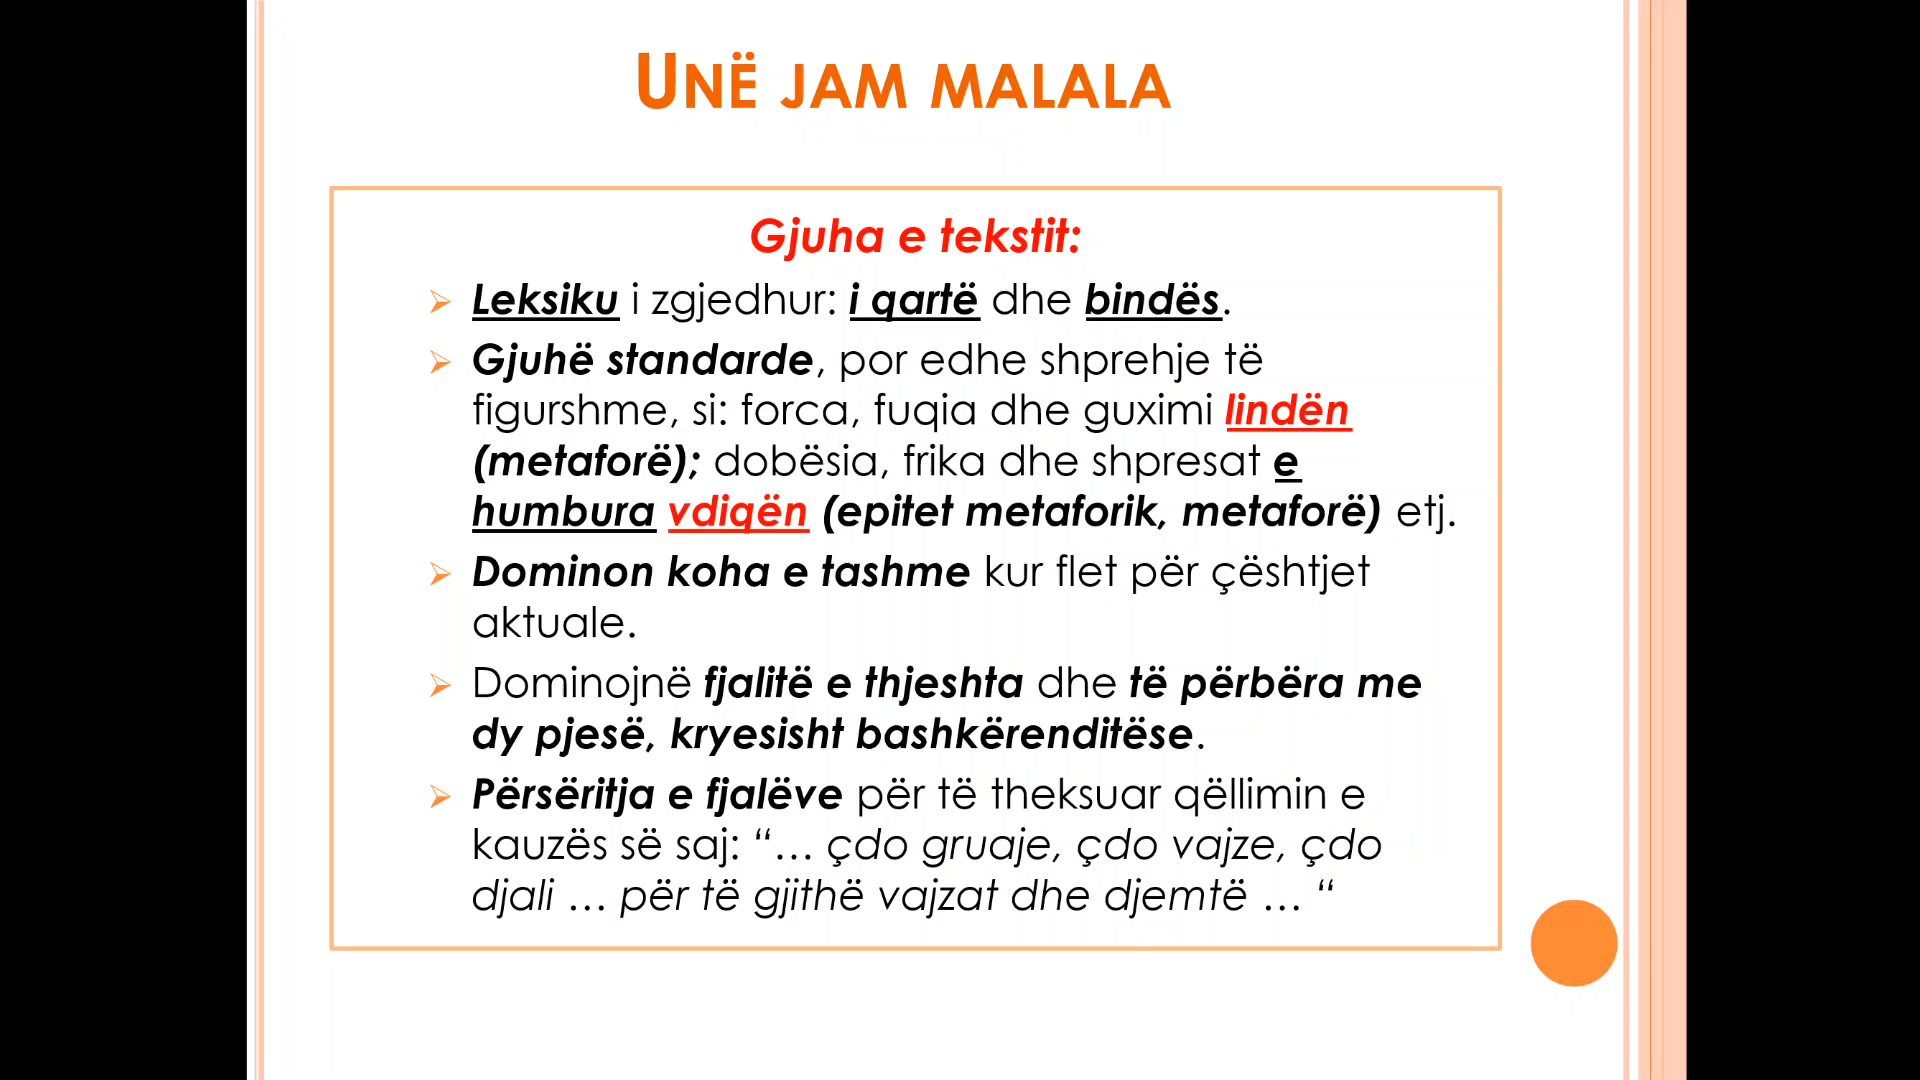 UNË JAM MALALA
Gjuha e tekstit:
Leksiku i zgjedhur: i qartë dhe bindës.
Gjuhë standarde, por edhe shprehje të
figurshme, si: forca, fuqia dhe guximi lindën
(metaforë); dobësia, frika dhe shpresat e
humbura vdiqën (epitet metaforik, metaforë) etj.
Dominon koha e tashme kur flet për çështjet
aktuale.
Dominojnë fjalitë e thjeshta dhe të përbëra me
dy pjesë, kryesisht bashkërenditëse.
Përsëritja e fjalëve për të theksuar qëllimin e
kauzës së saj: “… çdo gruaje, çdo vajze, çdo
djali … për të gjithë vajzat dhe djemtë … “